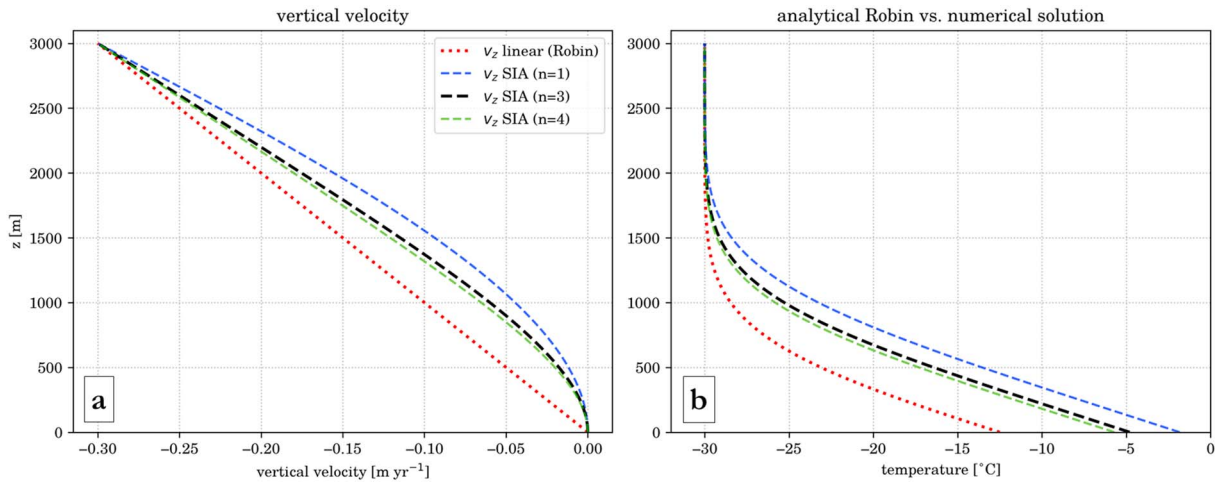 vertical velocity
3000
2500
2000
1500
1000
500
0
z [m]
v_z linear (Robin)
v_z SIA (n=1)
v_z SIA (n=3)
v_z SIA (n=4)
a
−0.30 −0.25 −0.20 −0.15 −0.10 −0.05 0.00
vertical velocity [m yr⁻¹]
analytical Robin vs. numerical solution
3000
2500
2000
1500
1000
500
0
b
−30 −25 −20 −15 −10 −5 0
temperature [˚C]